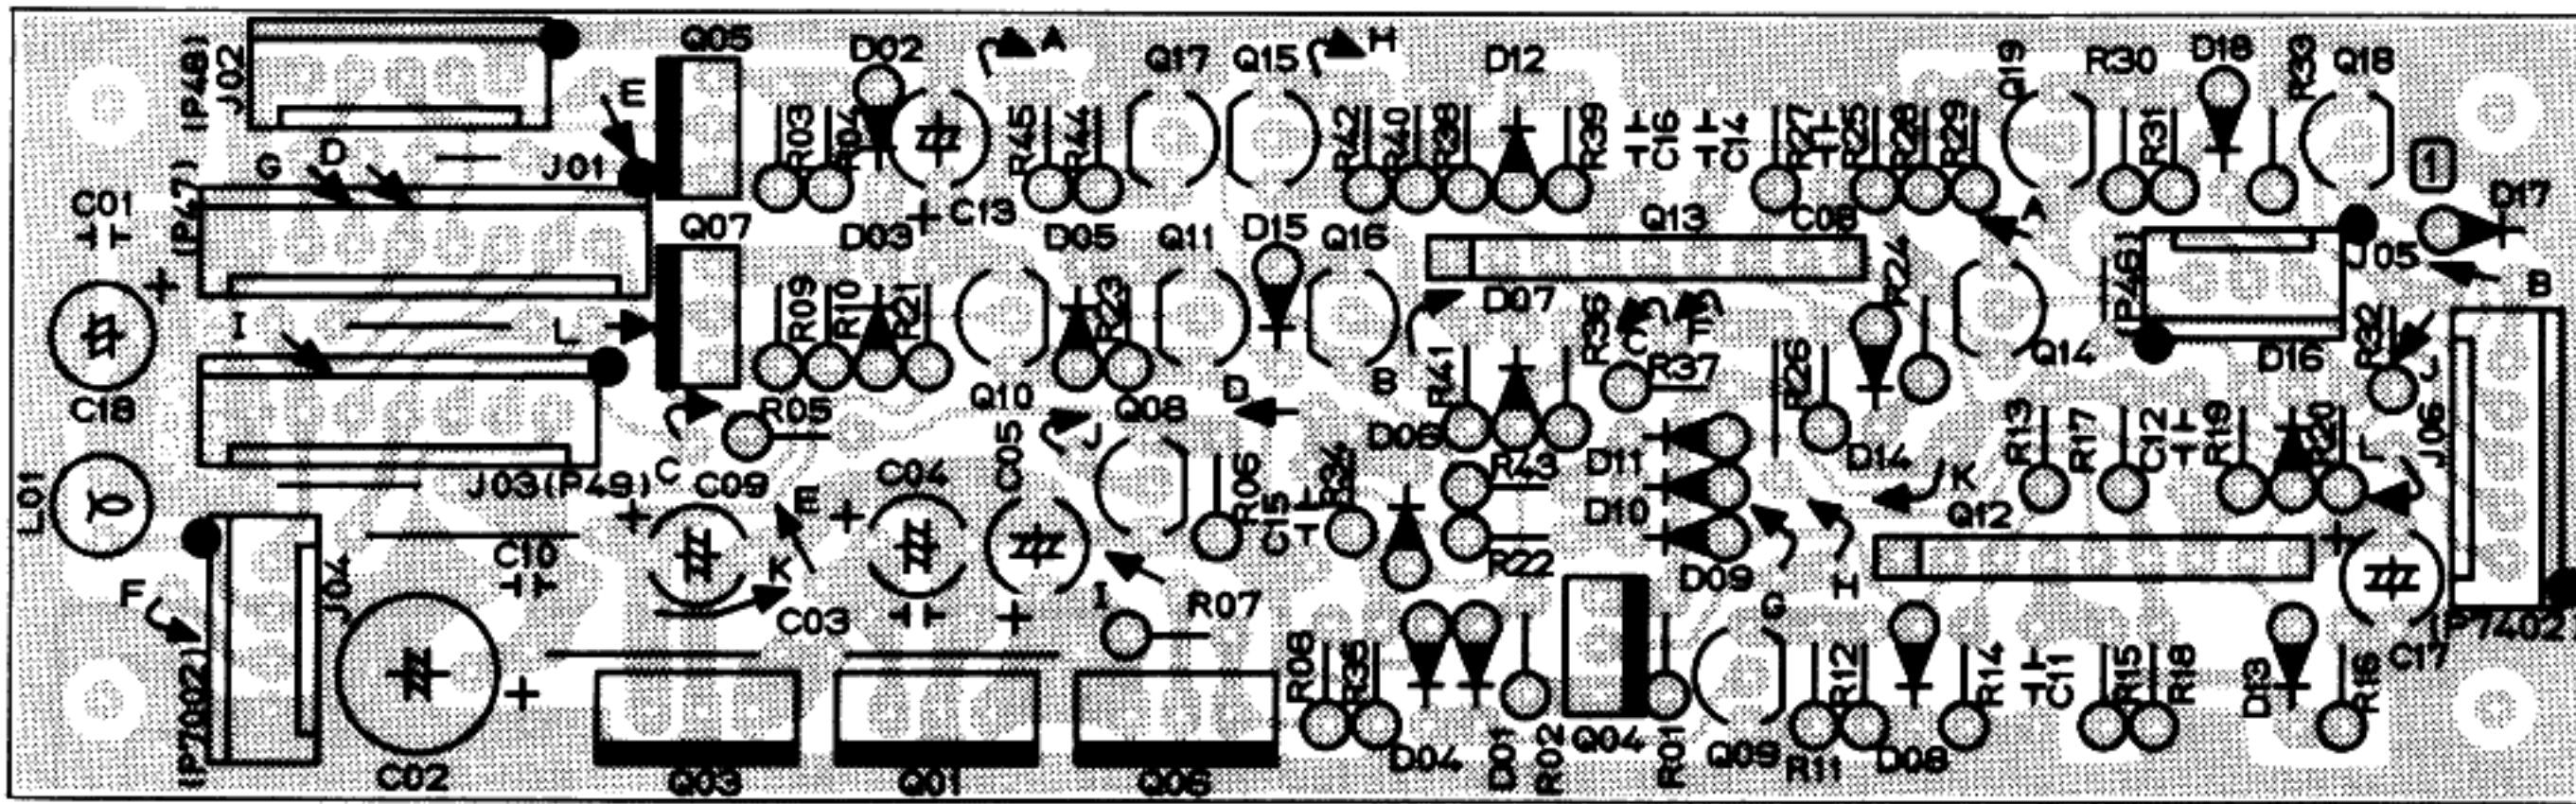 (P48)
J02
Q05
D02
A
Q17
Q15
H
D12
Q19
R30
D18
R33
Q18
E
R03
R04
R45
R44
R42
R40
R38
R39
C16
C14
R27
R25
R28
R29
R31
1
G
D
J01
C01
(P47)
Q07
D03
+
C13
D05
Q11
D15
Q16
Q13
C08
A
D17
J05
B
+
R09
R10
R21
R23
D07
R36
C
F
R24
(P46)
B
I
L
R37
Q14
D16
R32
J
C18
Q10
Q08
D
B
R41
R26
C
R05
J
D06
R43
D11
D14
R13
R17
C12
R19
R20
L
J06
L01
J03(P49)
C09
C04
C05
R06
C15
R34
D10
K
Q12
+
E
+
R22
D09
+
C10
K
F
J04
C03
+
I
R07
G
H
(P7402)
C17
(P7002)
+
R08
R35
R12
R14
C11
R15
R18
D13
R16
C02
Q03
Q01
Q06
D04
D01
R02
Q04
R01
Q09
R11
D08